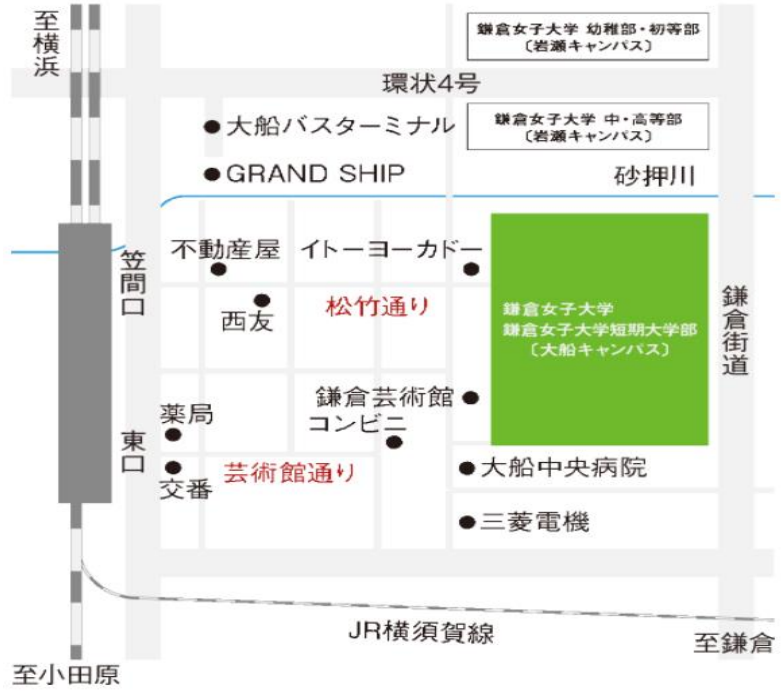 至横浜
鎌倉女子大学 幼稚部・初等部
〔岩瀬キャンパス〕
環状4号
大船バスターミナル
鎌倉女子大学 中・高等部
〔岩瀬キャンパス〕
GRAND SHIP
砂押川
笠間口
不動産屋
イトーヨーカドー
西友
松竹通り
鎌倉女子大学
鎌倉女子大学短期大学部
〔大船キャンパス〕
鎌倉街道
鎌倉芸術館
薬局
コンビニ
東口
交番
芸術館通り
大船中央病院
三菱電機
JR横須賀線
至鎌倉
至小田原